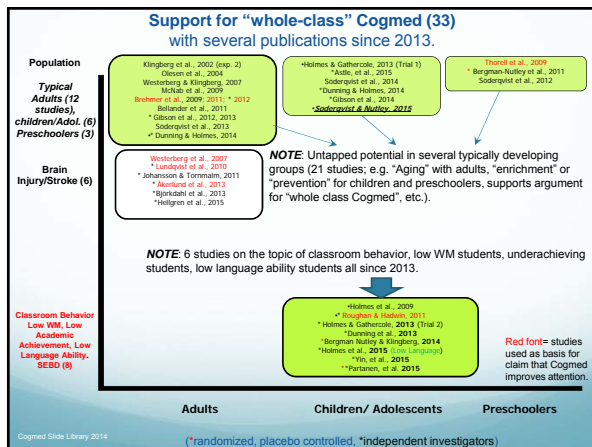 Support for “whole-class” Cogmed (33)
with several publications since 2013.
Population
Typical
Adults (12
studies),
children/Adol. (6)
Preschoolers (3)
Klingberg et al., 2002 (exp. 2)
Olesen et al., 2004
Westerberg & Klingberg, 2007
McNab et al., 2009
Brehmer et al., 2009; 2011; * 2012
Bellander et al., 2011
* Gibson et al., 2012, 2013
Söderqvist et al., 2013
•* Dunning & Holmes, 2014
•Holmes & Gathercole, 2013 (Trial 1)
*Astle, et al., 2015
Söderqvist et al., 2014
*Dunning & Holmes, 2014
*Gibson et al., 2014
•Soderqvist & Nutley, 2015
Thorell et al., 2009
* Bergman-Nutley et al., 2011
Söderqvist et al., 2012
Brain
Injury/Stroke (6)
Westerberg et al., 2007
* Lundqvist et al., 2010
* Johansson & Tornmalm, 2011
* Åkerlund et al., 2013
*Björkdahl et al., 2013
*Hellgren et al., 2015
NOTE: Untapped potential in several typically developing
groups (21 studies; e.g. “Aging” with adults, “enrichment” or
“prevention” for children and preschoolers, supports argument
for “whole class Cogmed”, etc.).
NOTE: 6 studies on the topic of classroom behavior, low WM students, underachieving
students, low language ability students all since 2013.
Classroom Behavior
Low WM, Low
Academic
Achievement, Low
Language Ability.
SEBD (8)
•Holmes et al., 2009
•* Roughan & Hadwin, 2011
* Holmes & Gathercole, 2013 (Trial 2)
*Dunning et al., 2013
*Bergman Nutley & Klingberg, 2014
*Holmes et al., 2015 (Low Language)
*Yin, et al., 2015
**Partanen, et al. 2015
Red font= studies
used as basis for
claim that Cogmed
improves attention.
Adults
Children/ Adolescents
Preschoolers
Cogmed Slide Library 2014
(*randomized, placebo controlled, *independent investigators)